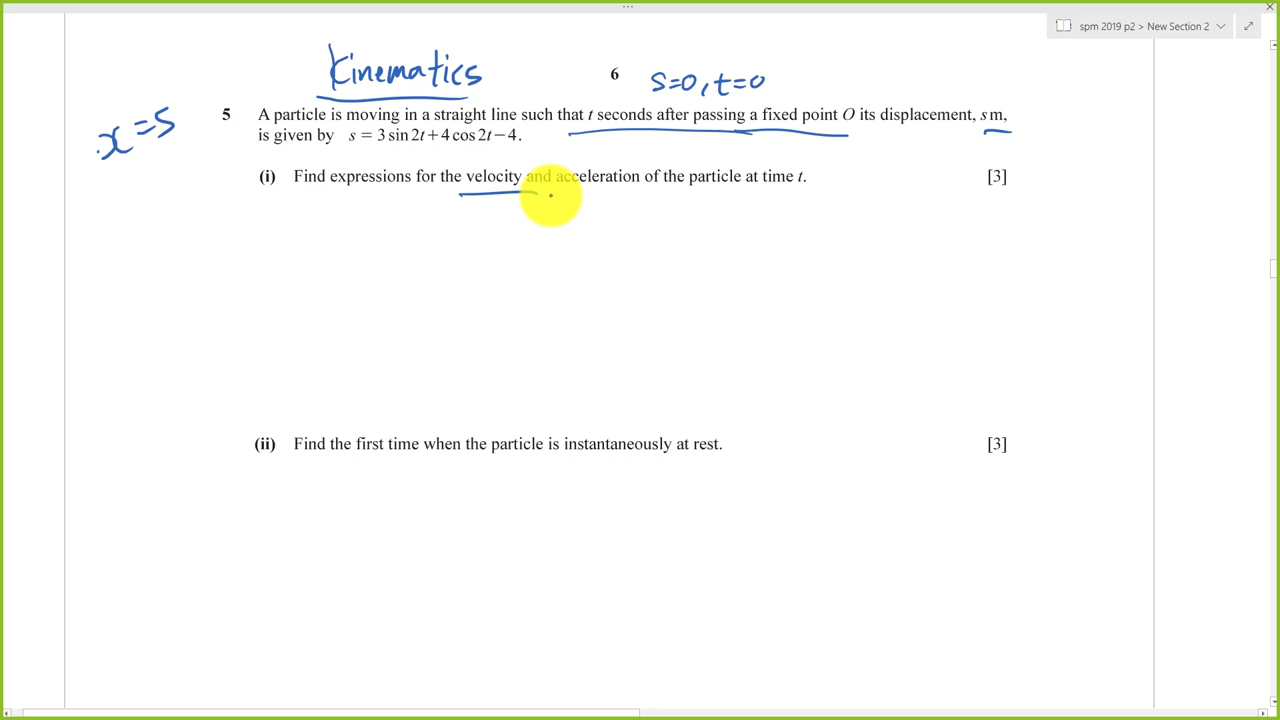 spm 2019 p2 > New Section 2
Kinematics
6
s=0, t=0
x = s
5 A particle is moving in a straight line such that t seconds after passing a fixed point O its displacement, s m,
is given by s = 3 sin 2t + 4 cos 2t − 4.
(i) Find expressions for the velocity and acceleration of the particle at time t. [3]
(ii) Find the first time when the particle is instantaneously at rest. [3]